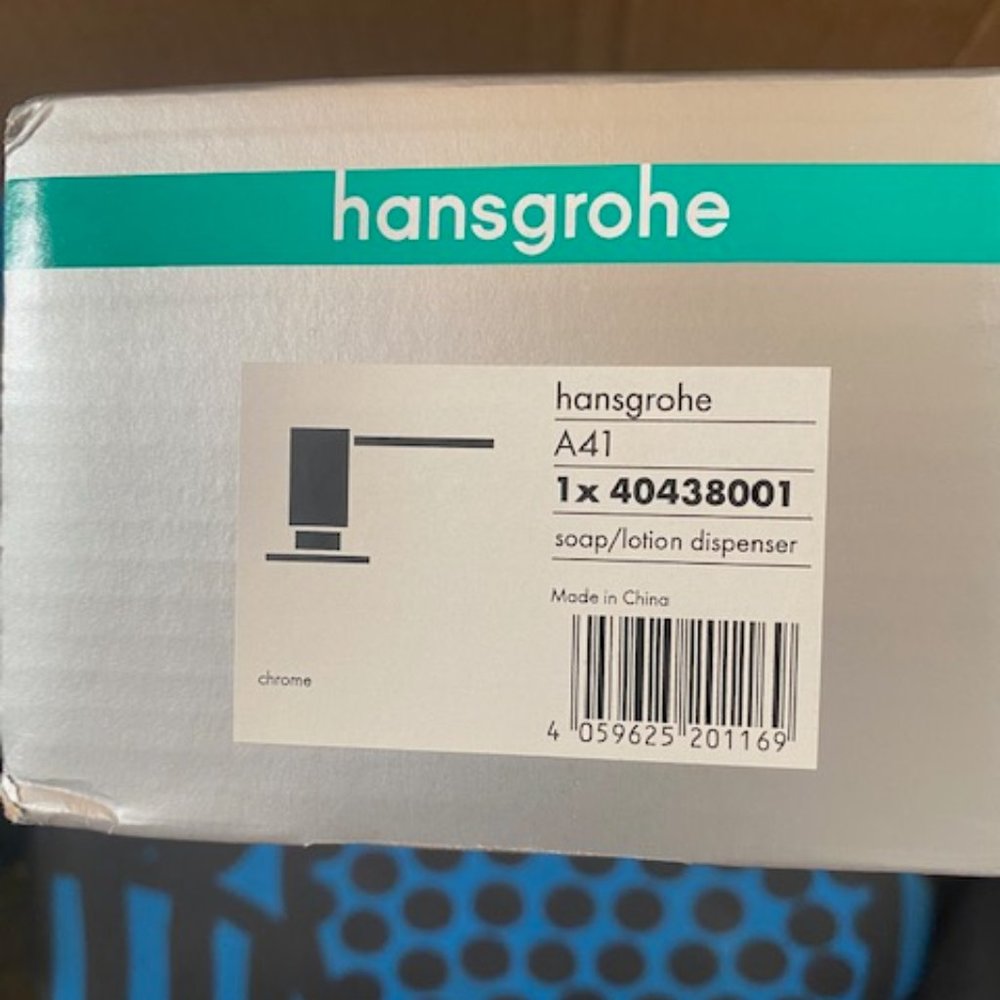 hansgrohe
hansgrohe
A41
1x 40438001
soap/lotion dispenser
Made in China
chrome
4 059625 201169